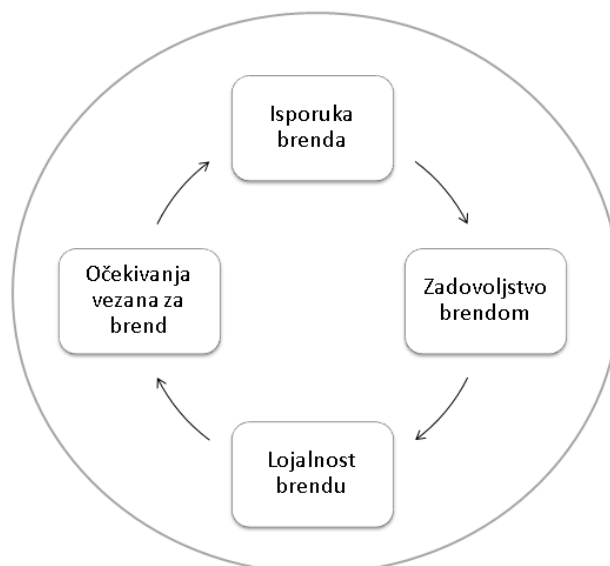 Isporuka
brenda
Očekivanja
vezana za
brend
Zadovoljstvo
brendom
Lojalnost
brendu